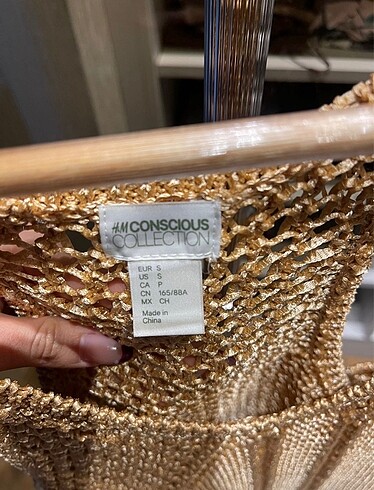 H&M CONSCIOUS
COLLECTION
EUR S
US S
CA P
CN 165/88A
MX CH
Made in
China